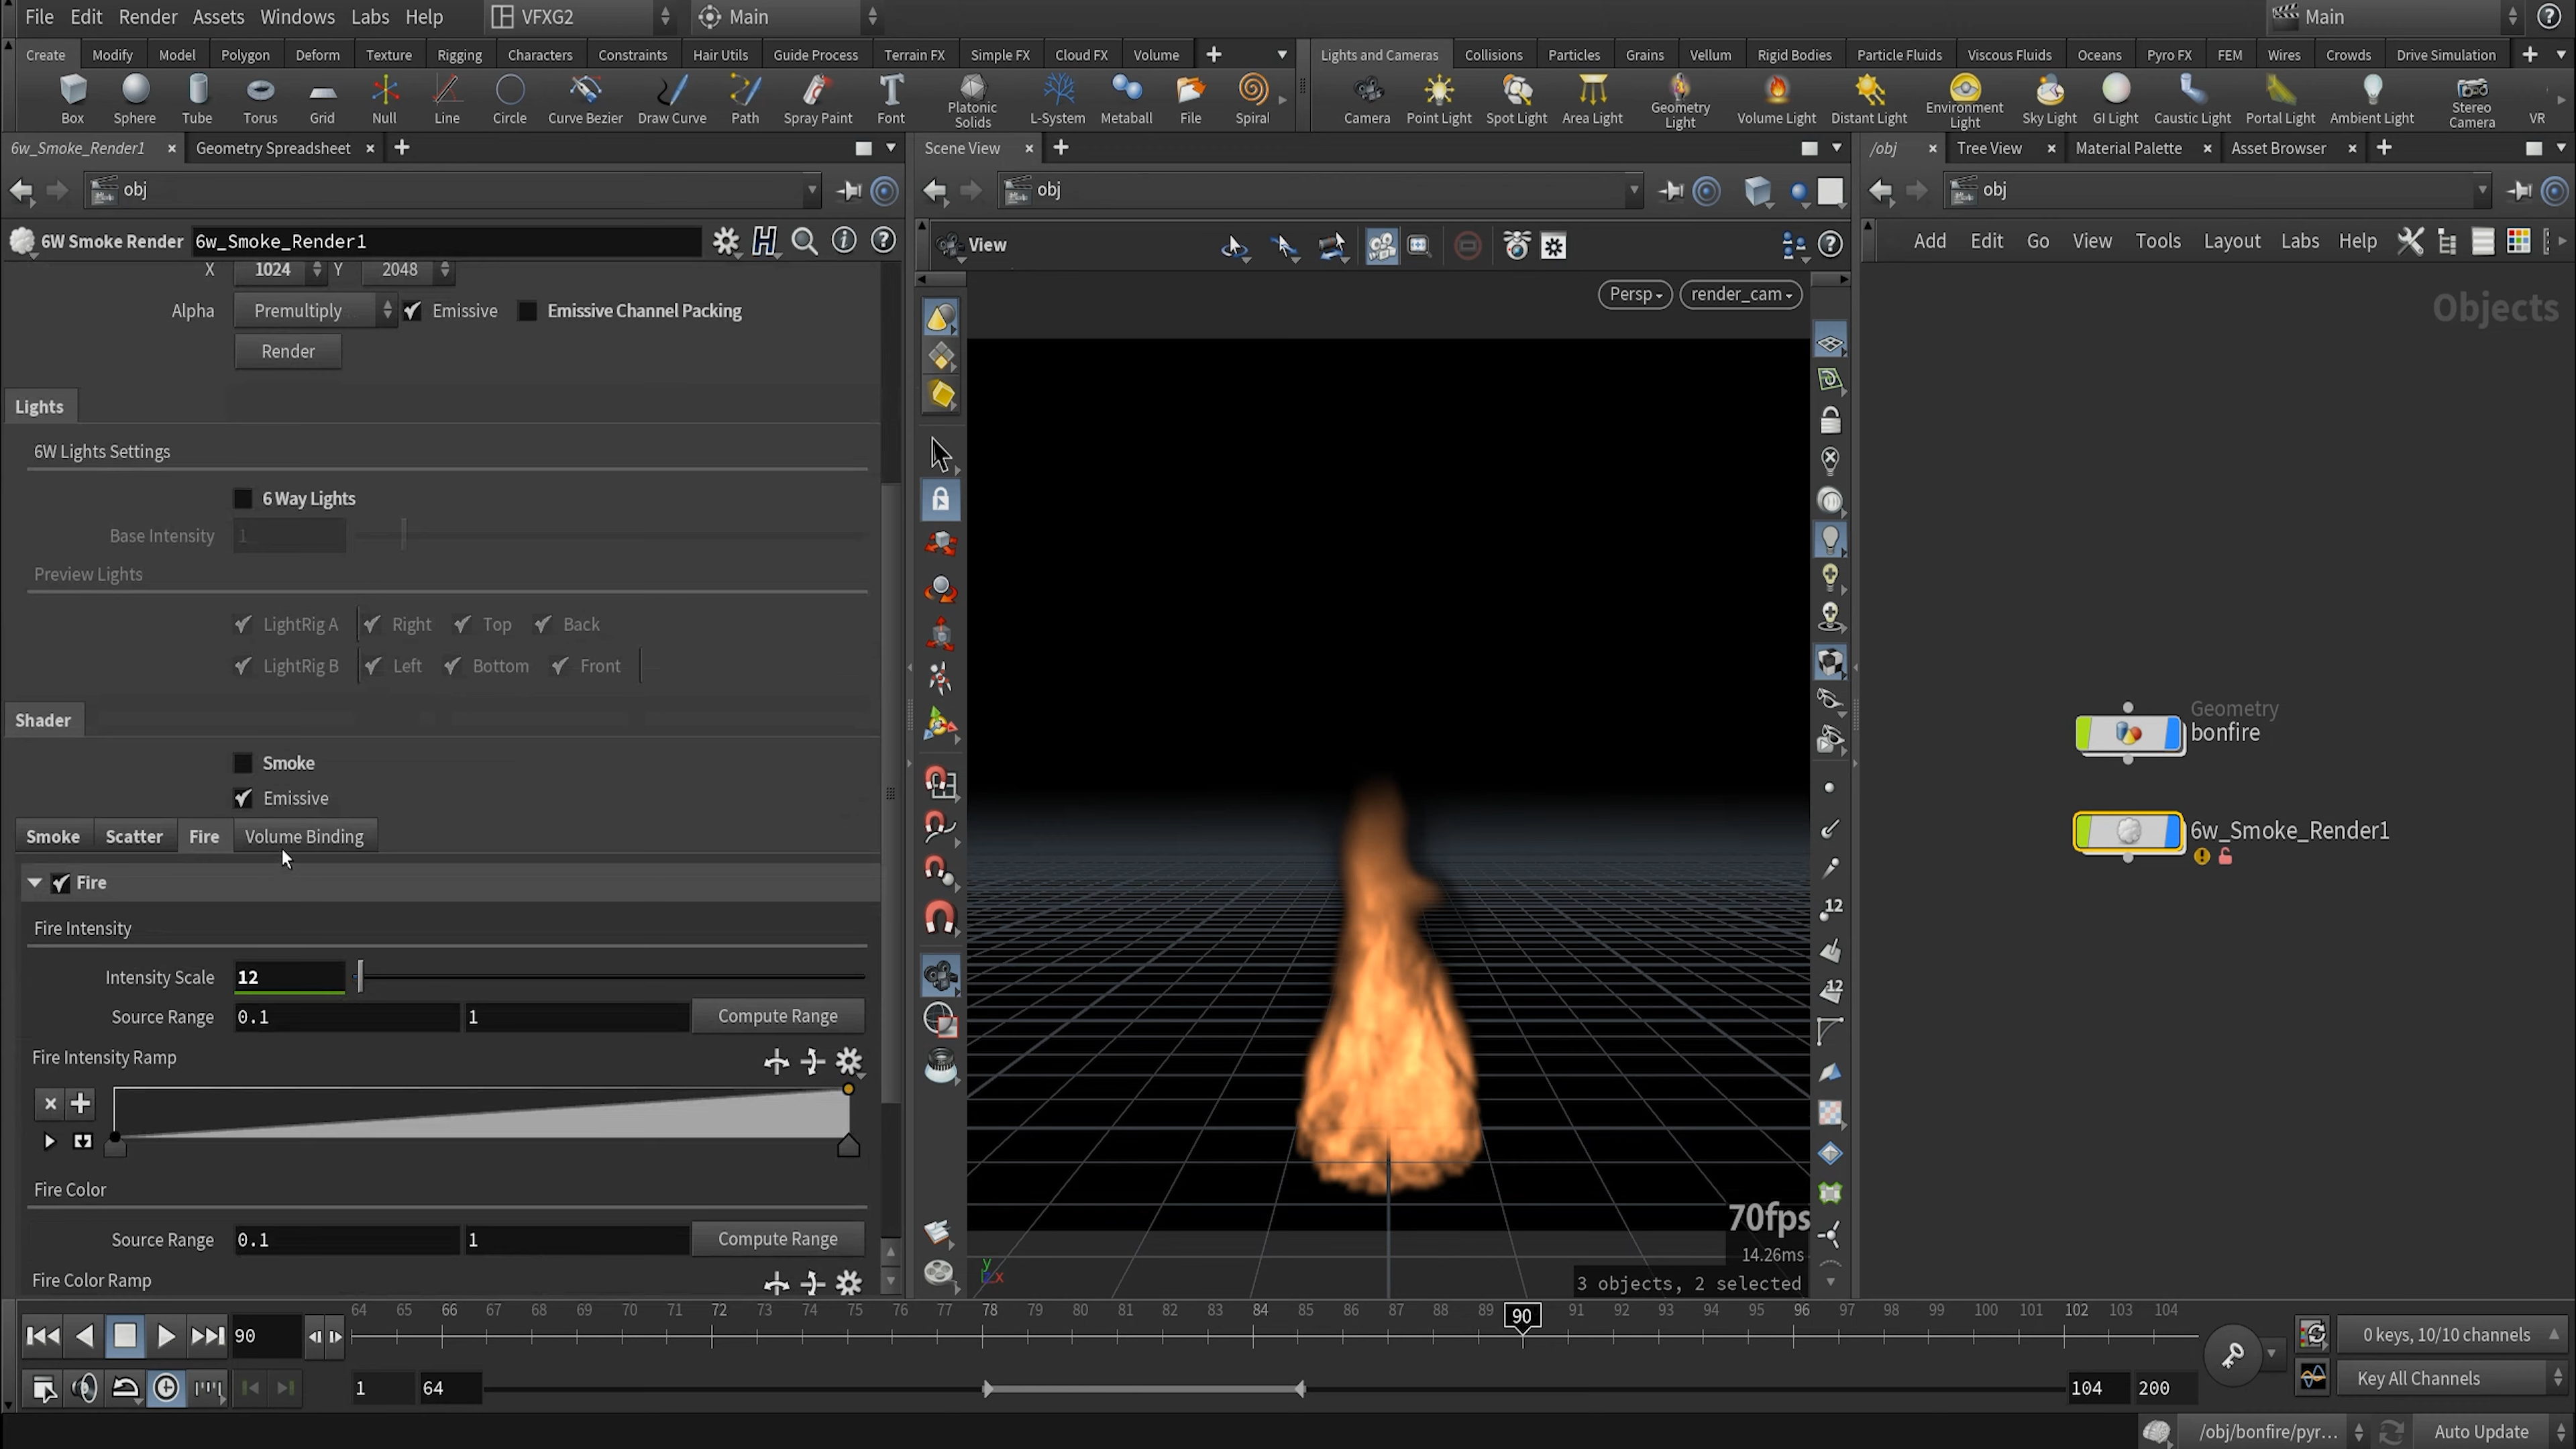 File Edit Render Assets Windows Labs Help VFXG2 Main Main
Create Modify Model Polygon Deform Texture Rigging Characters Constraints Hair Utils Guide Process Terrain FX Simple FX Cloud FX Volume Lights and Cameras Collisions Particles Grains Vellum Rigid Bodies Particle Fluids Viscous Fluids Oceans Pyro FX FEM Wires Crowds Drive Simulation
Box Sphere Tube Torus Grid Null Line Circle Curve Bezier Draw Curve Path Spray Paint Font Platonic Solids L-System Metaball File Spiral Camera Point Light Spot Light Area Light Geometry Light Volume Light Distant Light Environment Light Sky Light GI Light Caustic Light Portal Light Ambient Light Stereo Camera VR
6w_Smoke_Render1 Geometry Spreadsheet Scene View /obj Tree View Material Palette Asset Browser
obj obj obj
6W Smoke Render 6w_Smoke_Render1 View Add Edit Go View Tools Layout Labs Help
X 1024 Y 2048
Persp render_cam
Objects
Alpha Premultiply Emissive Emissive Channel Packing
Render
Lights
6W Lights Settings
6 Way Lights
Base Intensity 1
Preview Lights
LightRig A Right Top Back
LightRig B Left Bottom Front
Shader
Smoke
Emissive
Smoke Scatter Fire Volume Binding
Fire
Fire Intensity
Intensity Scale 12
Source Range 0.1 1 Compute Range
Fire Intensity Ramp
Fire Color
Source Range 0.1 1 Compute Range
Fire Color Ramp
Geometry
bonfire
6w_Smoke_Render1
12
12
70fps
14.26ms
3 objects, 2 selected
y
x
64 65 66 67 68 69 70 71 72 73 74 75 76 77 78 79 80 81 82 83 84 85 86 87 88 89 90 91 92 93 94 95 96 97 98 99 100 101 102 103 104
90 0 keys, 10/10 channels
1 64 104 200 Key All Channels
/obj/bonfire/pyr... Auto Update